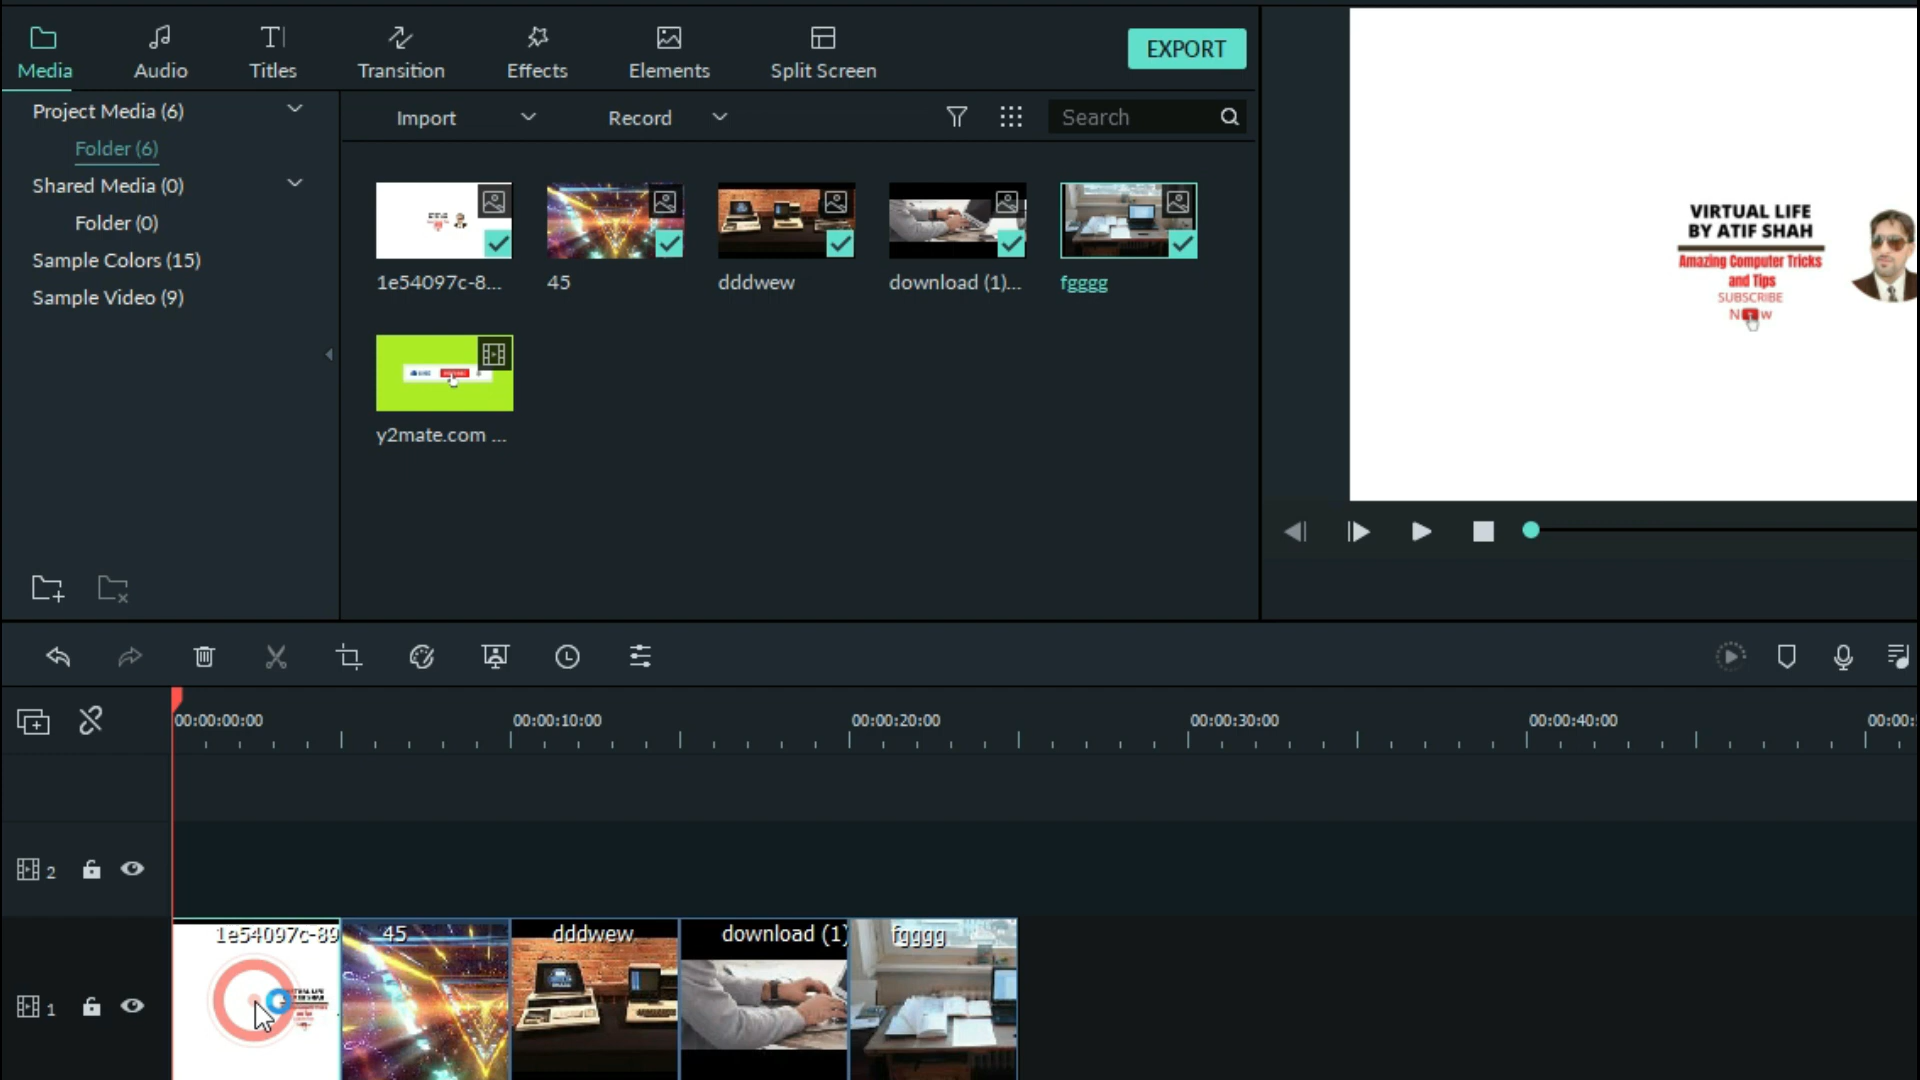 Media
Audio
Titles
Transition
Effects
Elements
Split Screen
EXPORT
Project Media (6)
Folder (6)
Shared Media (0)
Folder (0)
Sample Colors (15)
Sample Video (9)
Import
Record
Search
1e54097c-8...
45
dddwew
download (1)...
fgggg
y2mate.com ...
VIRTUAL LIFE
BY ATIF SHAH
Amazing Computer Tricks
and Tips
SUBSCRIBE
Now
00:00:00:00
00:00:10:00
00:00:20:00
00:00:30:00
00:00:40:00
00:00:
2
1e54097c-89
45
dddwew
download (1)
fgggg
1